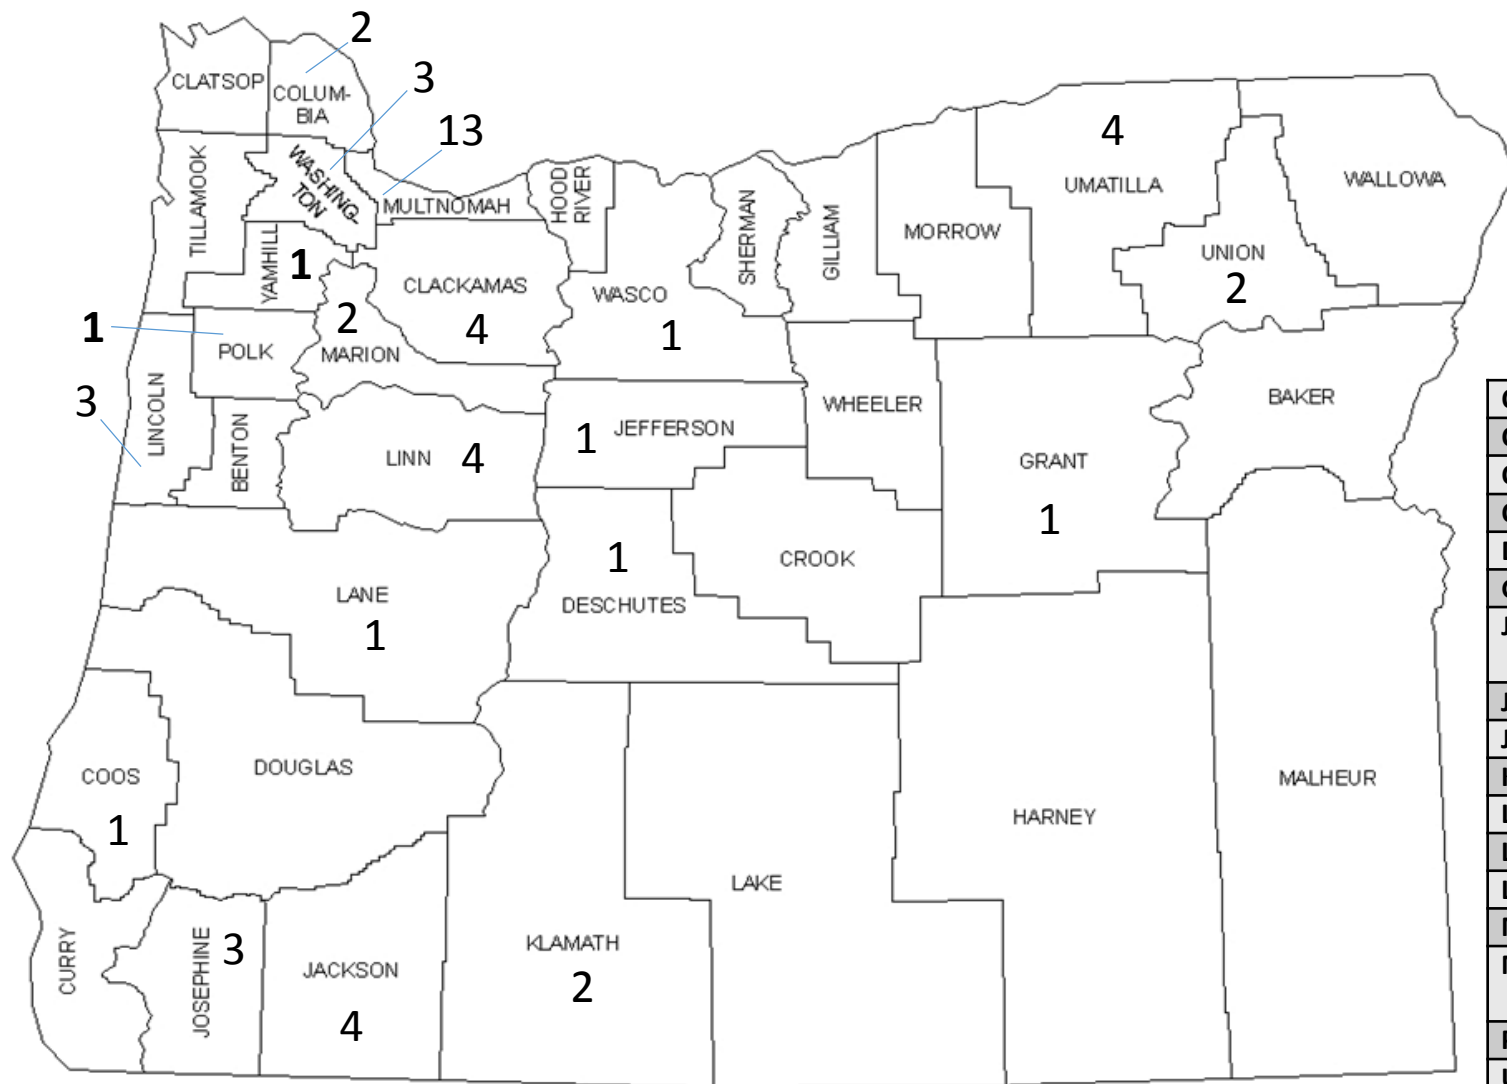 2
CLATSOP
3
COLUM-
BIA
13
4
WASHING-
TON
TILLAMOOK
HOOD
RIVER
UMATILLA
WALLOWA
MULTNOMAH
SHERMAN
GILLIAM
MORROW
UNION
YAMHILL
1
CLACKAMAS
WASCO
2
2
4
1
1
POLK
MARION
LINCOLN
3
BAKER
WHEELER
JEFFERSON
1
BENTON
LINN
4
GRANT
1
CROOK
1
LANE
DESCHUTES
1
DOUGLAS
COOS
MALHEUR
1
HARNEY
LAKE
CURRY
JOSEPHINE
3
JACKSON
KLAMATH
2
4